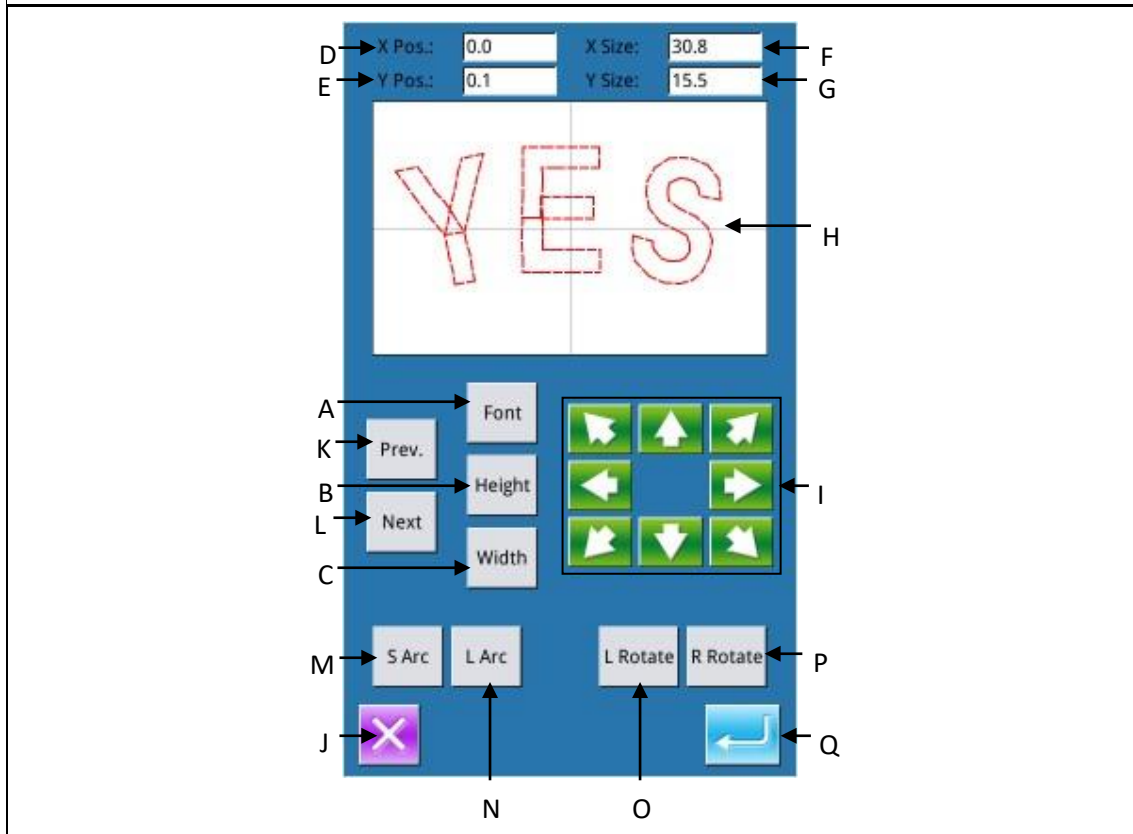 D X Pos.: 0.0 X Size: 30.8 F
E Y Pos.: 0.1 Y Size: 15.5 G
YES
H
A Font
K Prev.
B Height I
L Next
C Width
M S Arc L Arc L Rotate R Rotate P
J Q
N O